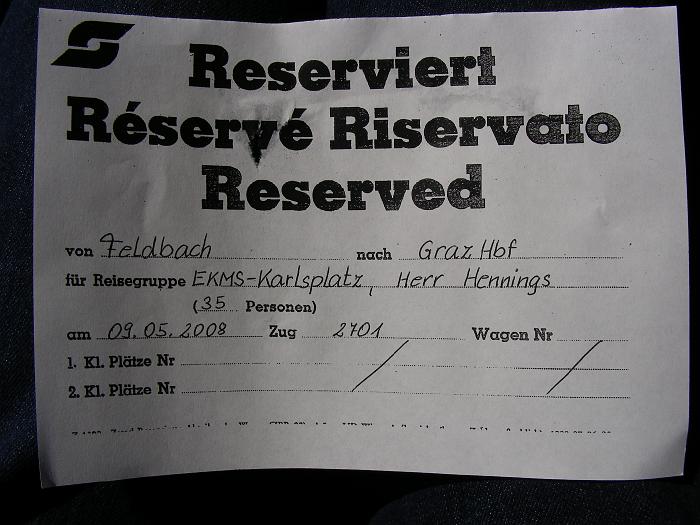 Reserviert
Réservé Riservato
Reserved
von Feldbach nach Graz Hbf
für Reisegruppe EKMS-Karlsplatz, Herr Hennings
(35 Personen)
am 09.05.2008 Zug 2701 Wagen Nr
1. Kl. Plätze Nr
2. Kl. Plätze Nr